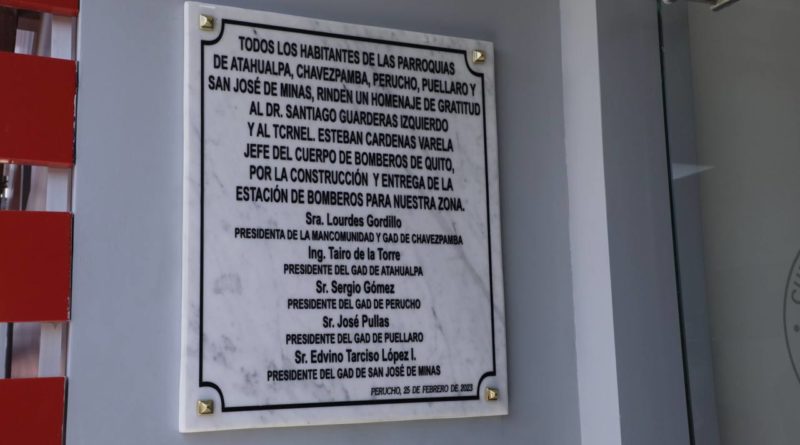 TODOS LOS HABITANTES DE LAS PARROQUIAS
DE ATAHUALPA, CHAVEZPAMBA, PERUCHO, PUELLARO Y
SAN JOSÉ DE MINAS, RINDEN UN HOMENAJE DE GRATITUD
AL DR. SANTIAGO GUARDERAS IZQUIERDO
Y AL TCRNEL. ESTEBAN CARDENAS VARELA
JEFE DEL CUERPO DE BOMBEROS DE QUITO,
POR LA CONSTRUCCIÓN Y ENTREGA DE LA
ESTACIÓN DE BOMBEROS PARA NUESTRA ZONA.
Sra. Lourdes Gordillo
PRESIDENTA DE LA MANCOMUNIDAD Y GAD DE CHAVEZPAMBA
Ing. Tairo de la Torre
PRESIDENTE DEL GAD DE ATAHUALPA
Sr. Sergio Gómez
PRESIDENTE DEL GAD DE PERUCHO
Sr. José Pullas
PRESIDENTE DEL GAD DE PUELLARO
Sr. Edvino Tarciso López I.
PRESIDENTE DEL GAD DE SAN JOSÉ DE MINAS
PERUCHO, 25 DE FEBRERO DE 2023